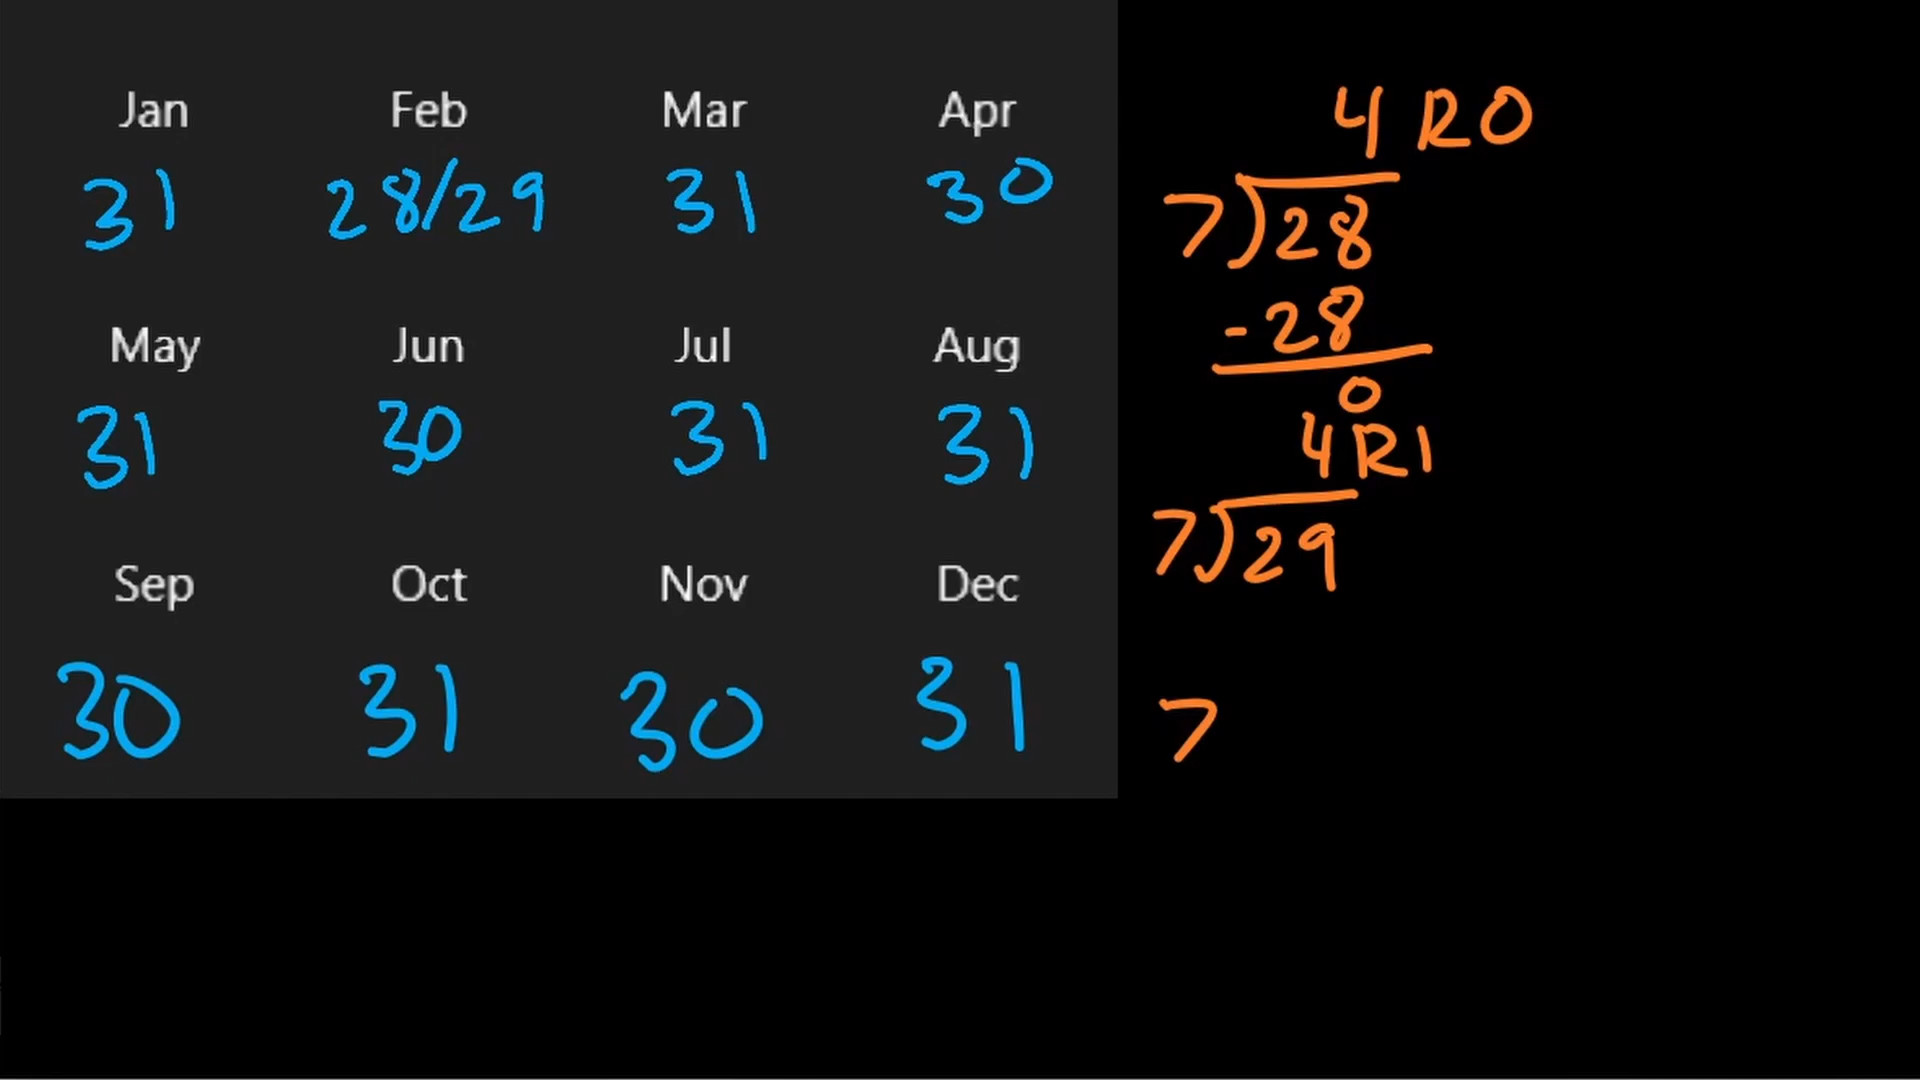 Jan Feb Mar Apr
31 28/29 31 30
May Jun Jul Aug
31 30 31 31
Sep Oct Nov Dec
30 31 30 31
4 R0
7)28
-28
0
4R1
7)29
7